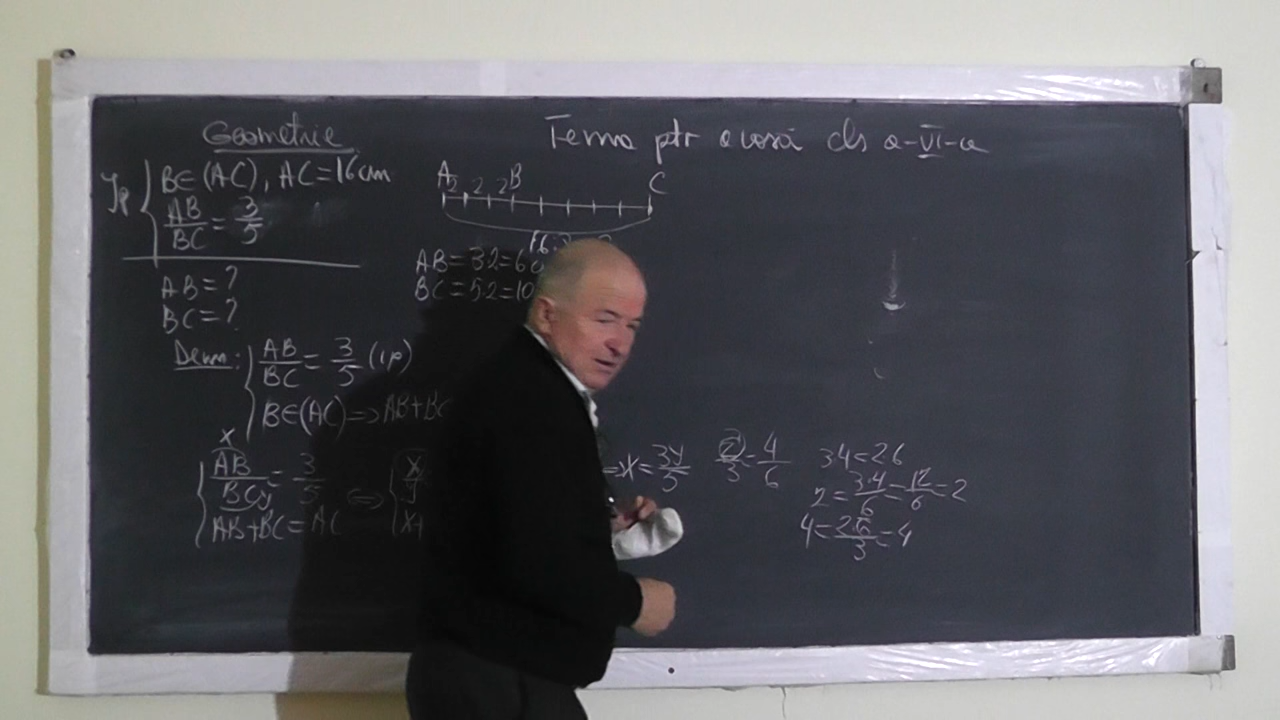 Geometrie
Tema ptr acasă cls a-VI-a
Ip { B∈(AC), AC=16cm
AB/BC = 3/5
AB=?
BC=?
A 2 2 2 B C
16:
AB=3·2=6
BC=5·2=10
Dem: { AB/BC = 3/5 (ip)
B∈(AC)=>AB+BC
x
{ AB/BC y = 3/5 <=> { x/
AB+BC=AC x+
=>x=3y/5 2/3=4/6 3·4=2·6
2=3·4/6=12/6=2
4=2·6/3=4